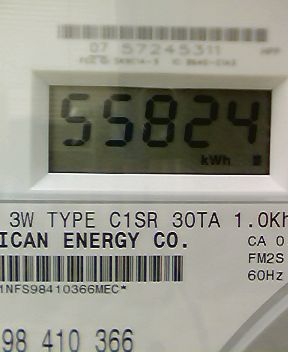 07 57245311
55824
kWh
3W TYPE C1SR 30TA 1.0Kh
ICAN ENERGY CO.
CA 0
FM2S
60Hz
1NFS98410366MEC*
98 410 366